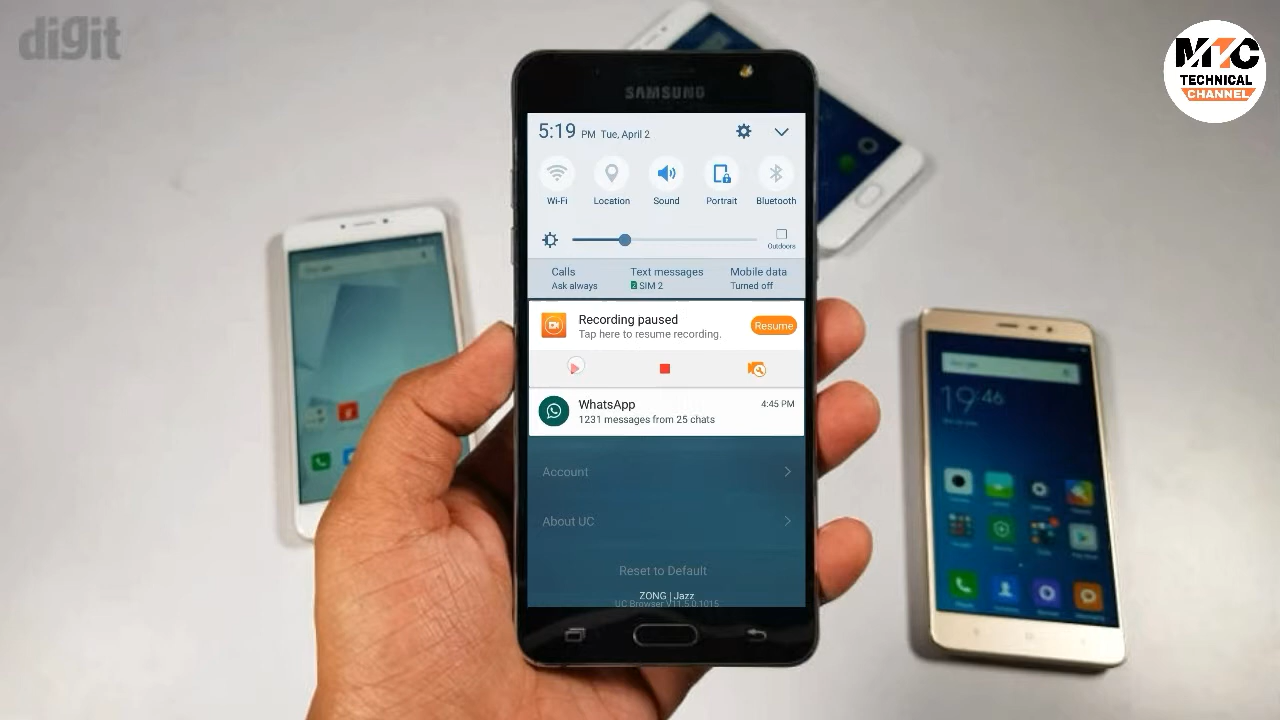 digit
MTC
TECHNICAL
CHANNEL
SAMSUNG
5:19 PM Tue, April 2
Wi-Fi
Location
Sound
Portrait
Bluetooth
Outdoors
Calls
Text messages
Mobile data
Ask always
2 SIM 2
Turned off
Recording paused
Tap here to resume recording.
Resume
WhatsApp
4:45 PM
1231 messages from 25 chats
Account
About UC
Reset to Default
ZONG | Jazz
UC Browser V11.5.0.1015
19:46